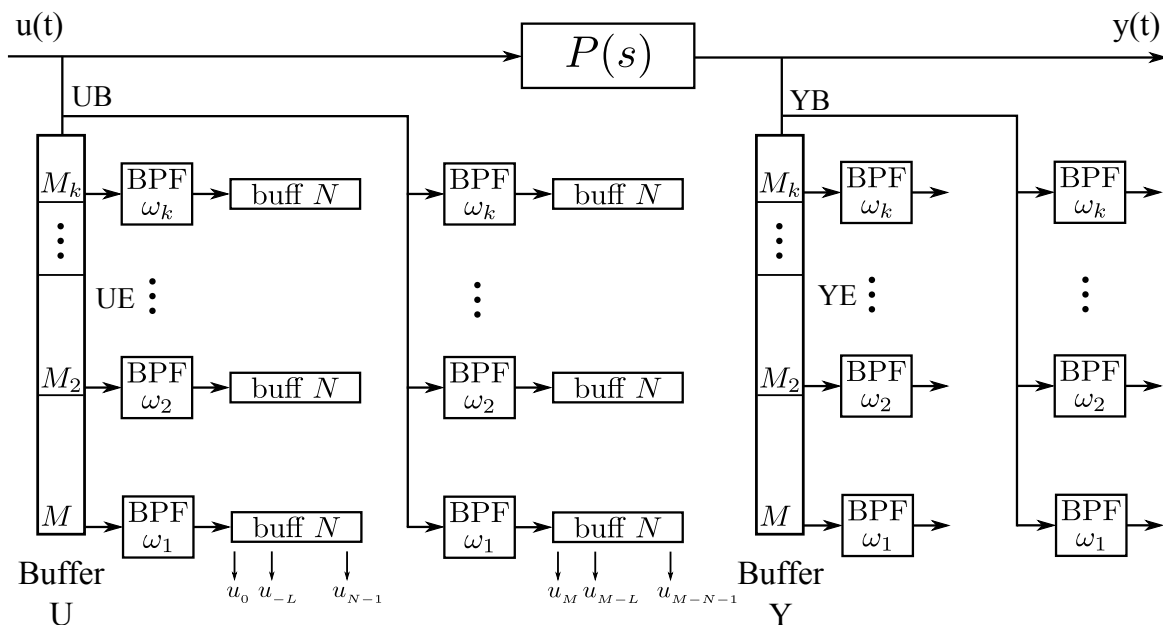 u(t)
P(s)
y(t)
UB
YB
M_k
BPF
ω_k
buff N
BPF
ω_k
buff N
M_k
BPF
ω_k
BPF
ω_k
UE
YE
M_2
BPF
ω_2
buff N
BPF
ω_2
buff N
M_2
BPF
ω_2
BPF
ω_2
M
BPF
ω_1
buff N
BPF
ω_1
buff N
M
BPF
ω_1
BPF
ω_1
u_0 u_{-L} u_{N-1}
u_M u_{M-L} u_{M-N-1}
Buffer
U
Buffer
Y